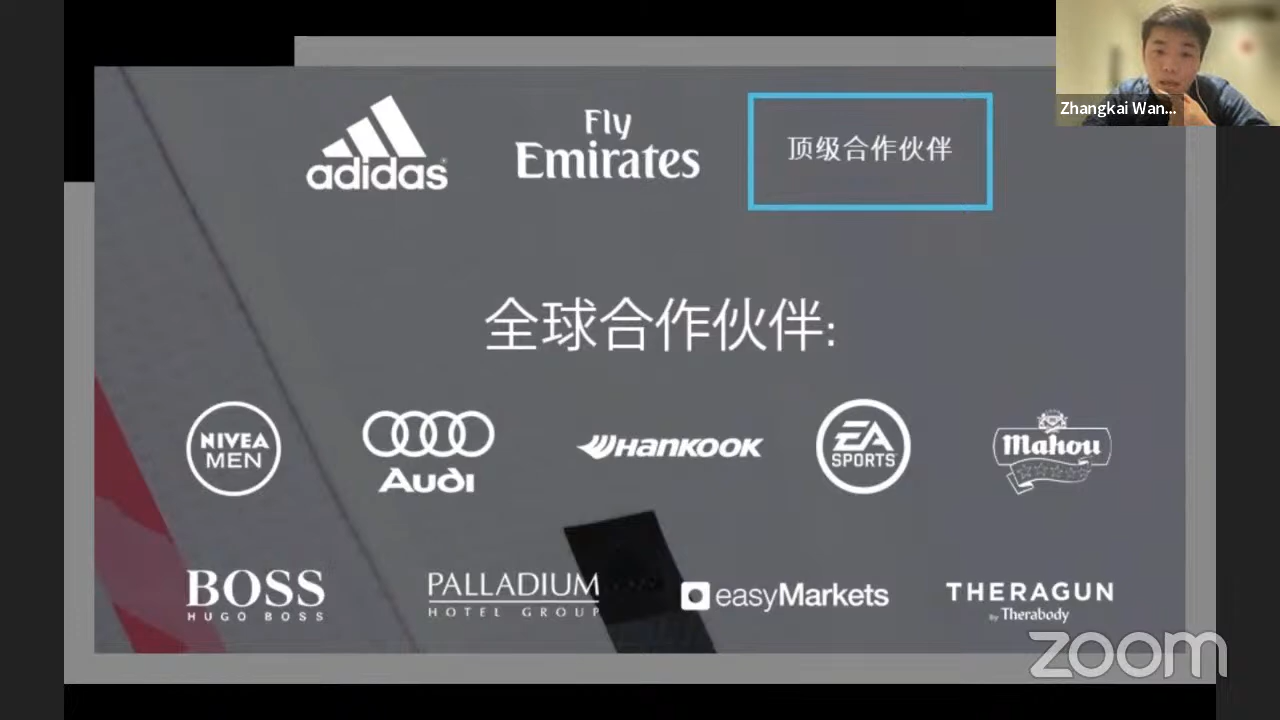 Zhangkai Wan...
adidas
Fly
Emirates
顶级合作伙伴
全球合作伙伴:
NIVEA
MEN
Audi
HANKOOK
EA
SPORTS
Mahou
BOSS
HUGO BOSS
PALLADIUM
HOTEL GROUP
easyMarkets
THERAGUN
by Therabody
zoom